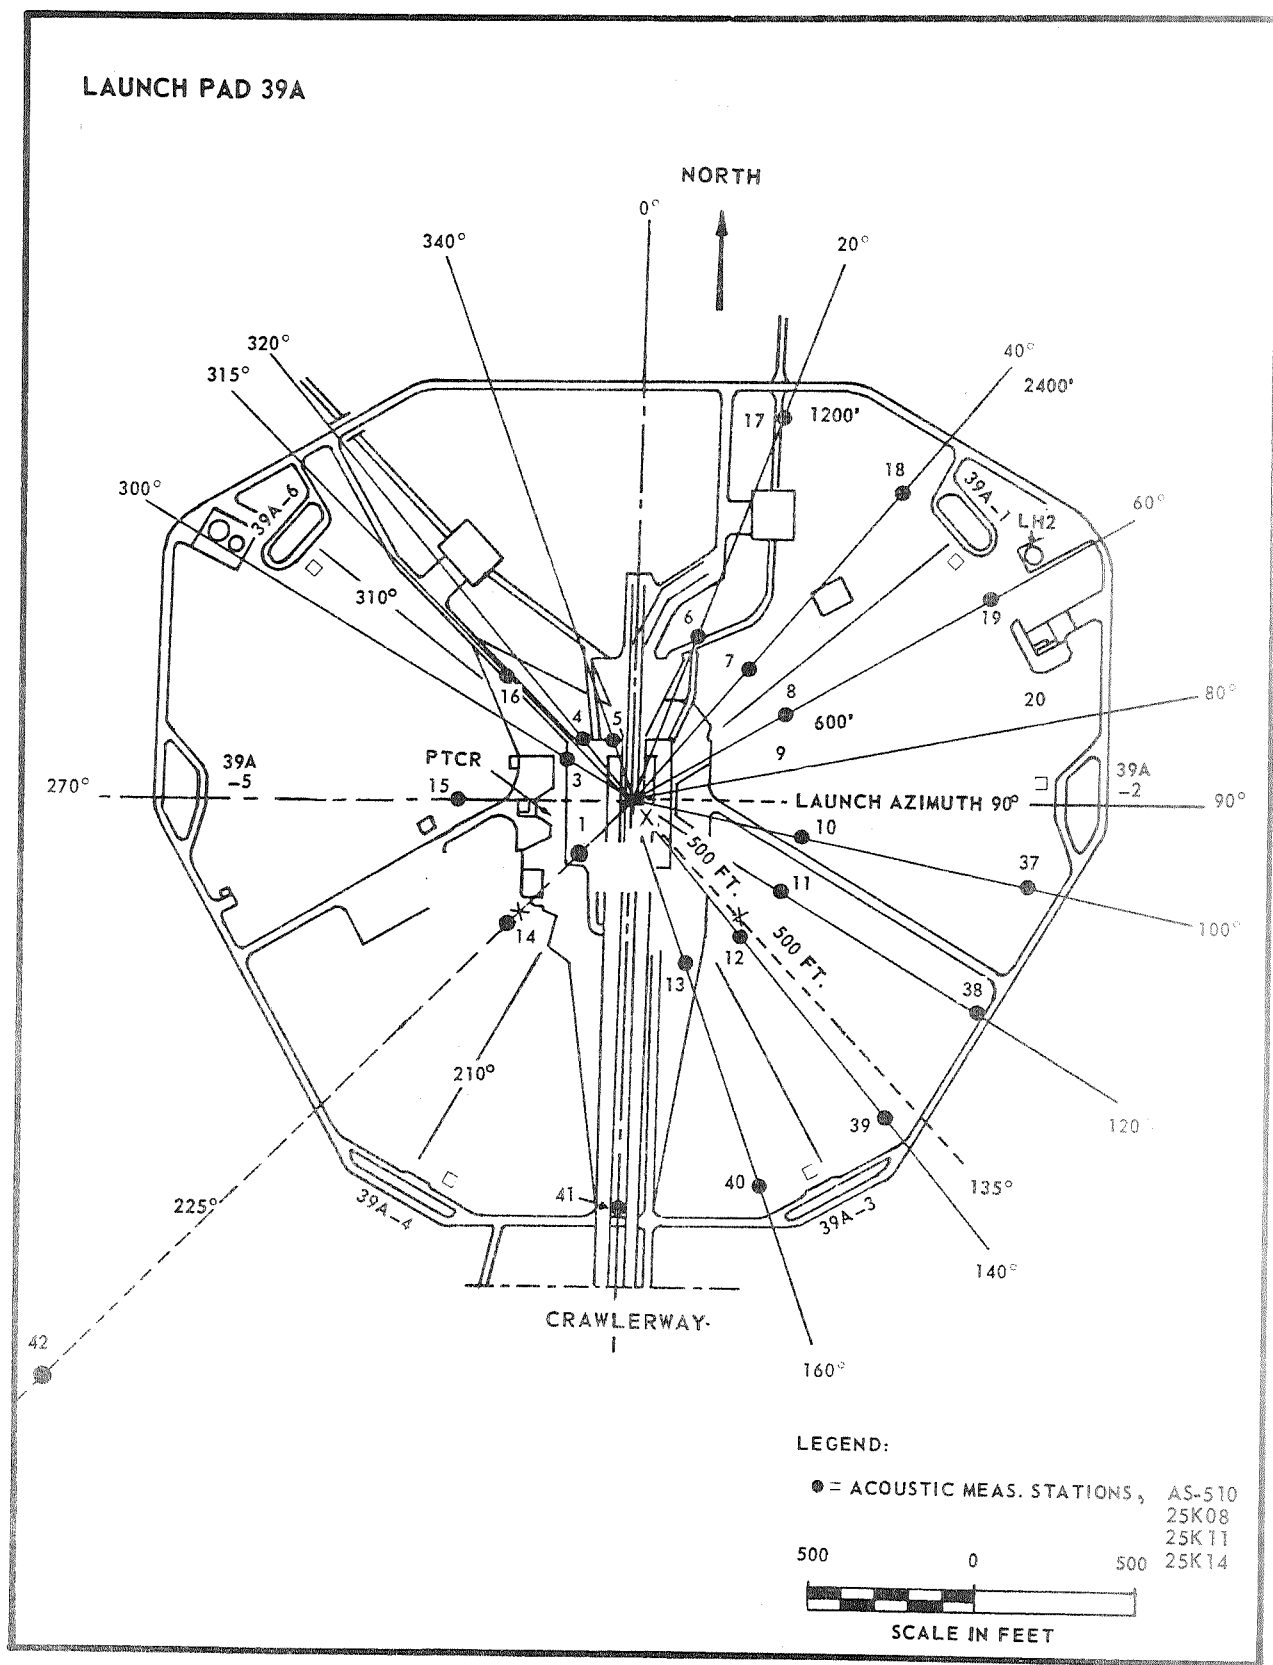 LAUNCH PAD 39A
NORTH
0°
340°
20°
320°
315°
40°
2400'
17
1200'
18
300°
39A-6
39A-1
LH2
60°
310°
19
6
7
16
8
20
80°
4
5
600'
PTCR
3
9
39A
-5
39A
-2
270°
15
LAUNCH AZIMUTH 90°
90°
1
10
500 FT.
37
11
14
12
500 FT.
100°
13
38
210°
39
120
225°
41
40
135°
39A-4
39A-3
140°
CRAWLERWAY
42
160°
LEGEND:
= ACOUSTIC MEAS. STATIONS, AS-510
25K08
25K11
25K14
500 0 500
SCALE IN FEET